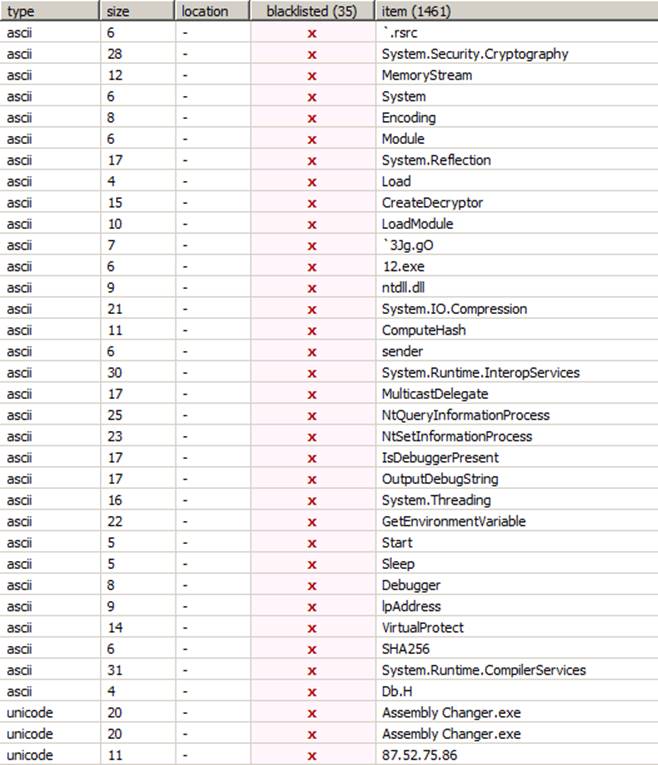 type size location blacklisted (35) item (1461)
ascii 6 - x `.rsrc
ascii 28 - x System.Security.Cryptography
ascii 12 - x MemoryStream
ascii 6 - x System
ascii 8 - x Encoding
ascii 6 - x Module
ascii 17 - x System.Reflection
ascii 4 - x Load
ascii 15 - x CreateDecryptor
ascii 10 - x LoadModule
ascii 7 - x `3Jg.gO
ascii 6 - x 12.exe
ascii 9 - x ntdll.dll
ascii 21 - x System.IO.Compression
ascii 11 - x ComputeHash
ascii 6 - x sender
ascii 30 - x System.Runtime.InteropServices
ascii 17 - x MulticastDelegate
ascii 25 - x NtQueryInformationProcess
ascii 23 - x NtSetInformationProcess
ascii 17 - x IsDebuggerPresent
ascii 17 - x OutputDebugString
ascii 16 - x System.Threading
ascii 22 - x GetEnvironmentVariable
ascii 5 - x Start
ascii 5 - x Sleep
ascii 8 - x Debugger
ascii 9 - x lpAddress
ascii 14 - x VirtualProtect
ascii 6 - x SHA256
ascii 31 - x System.Runtime.CompilerServices
ascii 4 - x Db.H
unicode 20 - x Assembly Changer.exe
unicode 20 - x Assembly Changer.exe
unicode 11 - x 87.52.75.86